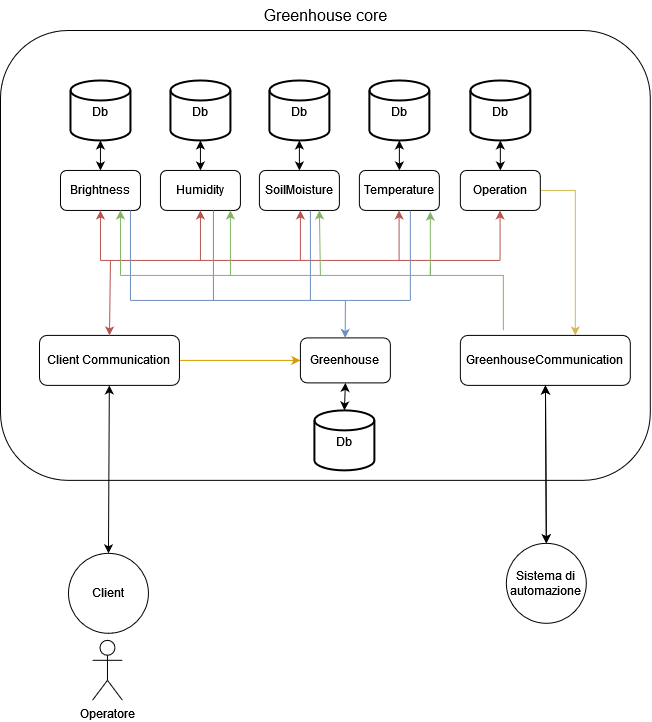 Greenhouse core
Db
Db
Db
Db
Db
Brightness
Humidity
SoilMoisture
Temperature
Operation
Client Communication
Greenhouse
GreenhouseCommunication
Db
Client
Sistema di
automazione
Operatore